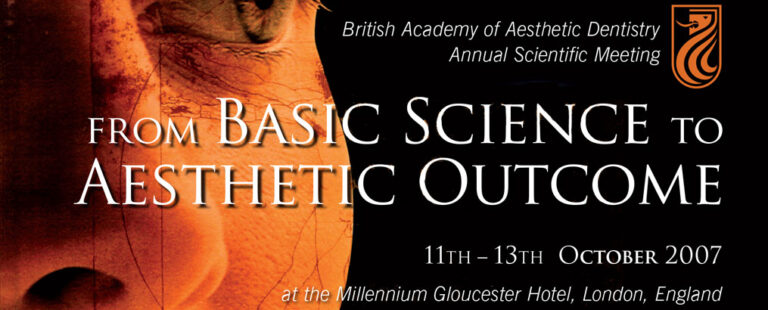 British Academy of Aesthetic Dentistry
Annual Scientific Meeting
FROM BASIC SCIENCE TO
AESTHETIC OUTCOME
11TH – 13TH OCTOBER 2007
at the Millennium Gloucester Hotel, London, England